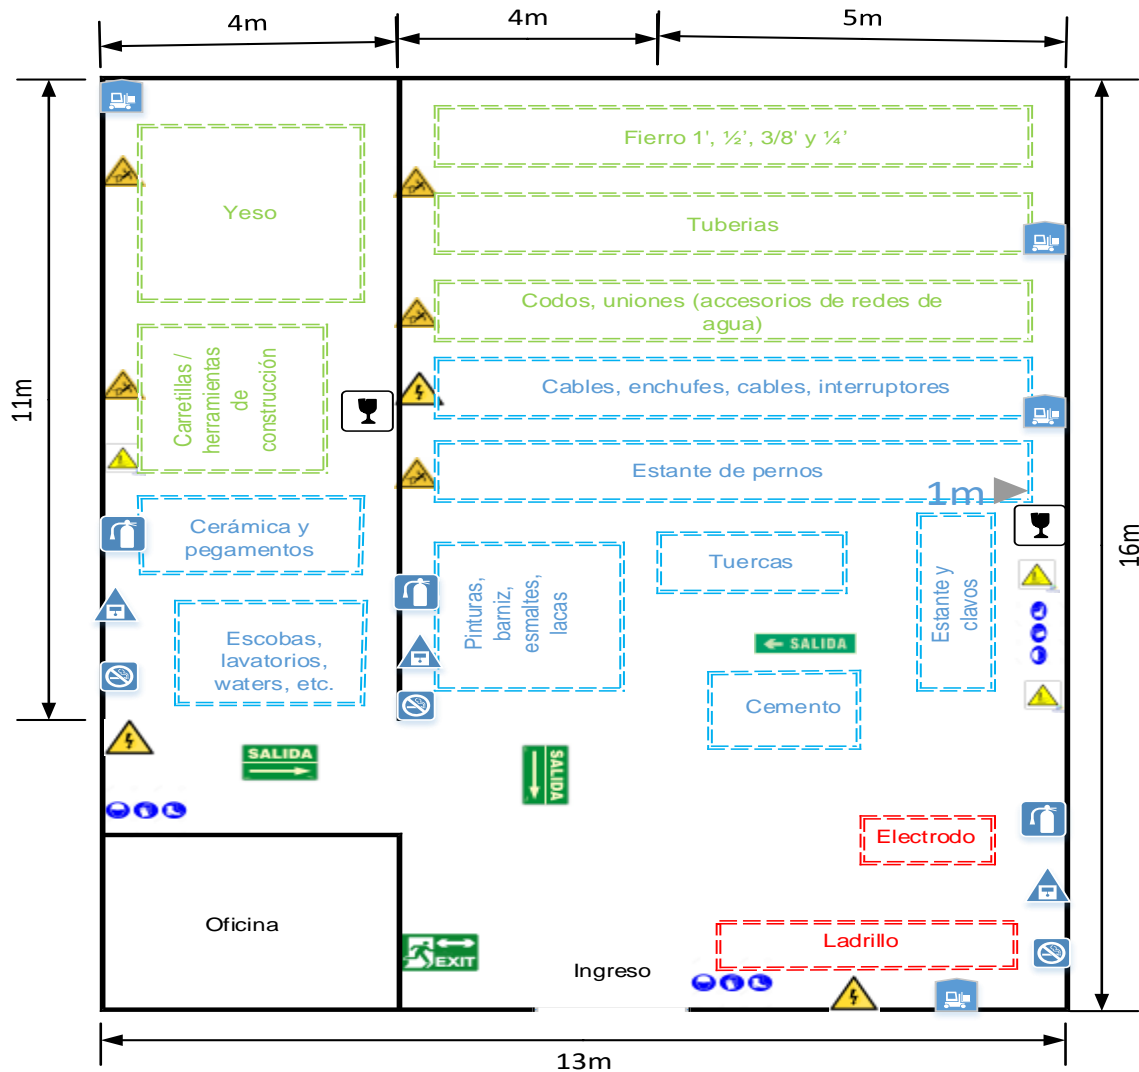 4m
4m
5m
Fierro 1', ½', 3/8' y ¼'
Yeso
Tuberias
Codos, uniones (accesorios de redes de
agua)
Carretillas /
herramientas
de
construcción
Cables, enchufes, cables, interruptores
11m
Estante de pernos
1m
16m
Cerámica y
pegamentos
Tuercas
Pinturas,
barniz,
esmaltes,
lacas
Estante y
clavos
Escobas,
lavatorios,
waters, etc.
SALIDA
Cemento
SALIDA
SALIDA
Electrodo
Oficina
Ladrillo
EXIT
Ingreso
13m